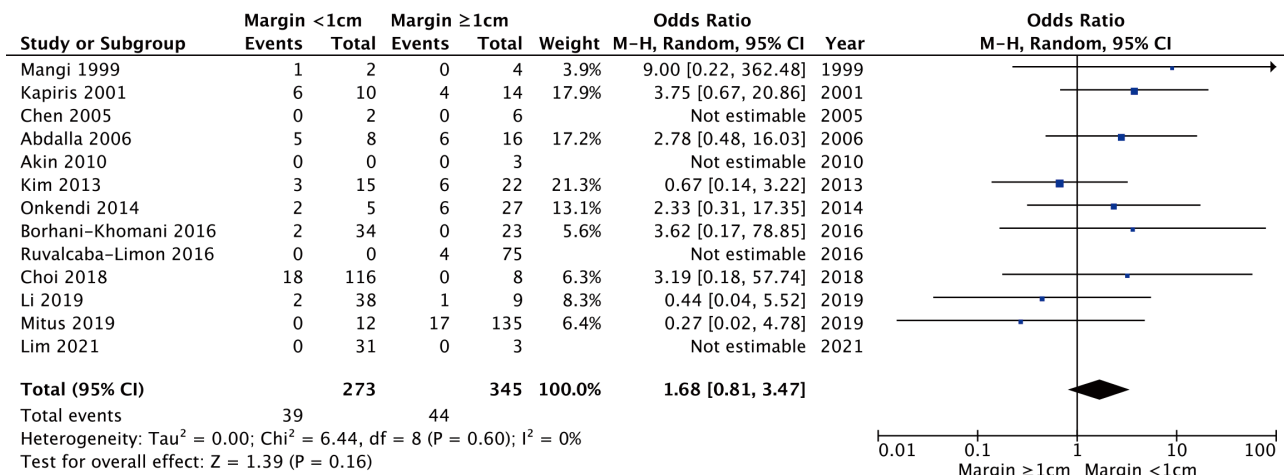 Margin <1cm Margin ≥1cm Odds Ratio Odds Ratio
Study or Subgroup Events Total Events Total Weight M-H, Random, 95% CI Year M-H, Random, 95% CI
Mangi 1999 1 2 0 4 3.9% 9.00 [0.22, 362.48] 1999
Kapiris 2001 6 10 4 14 17.9% 3.75 [0.67, 20.86] 2001
Chen 2005 0 2 0 6 Not estimable 2005
Abdalla 2006 5 8 6 16 17.2% 2.78 [0.48, 16.03] 2006
Akin 2010 0 0 0 3 Not estimable 2010
Kim 2013 3 15 6 22 21.3% 0.67 [0.14, 3.22] 2013
Onkendi 2014 2 5 6 27 13.1% 2.33 [0.31, 17.35] 2014
Borhani-Khomani 2016 2 34 0 23 5.6% 3.62 [0.17, 78.85] 2016
Ruvalcaba-Limon 2016 0 0 4 75 Not estimable 2016
Choi 2018 18 116 0 8 6.3% 3.19 [0.18, 57.74] 2018
Li 2019 2 38 1 9 8.3% 0.44 [0.04, 5.52] 2019
Mitus 2019 0 12 17 135 6.4% 0.27 [0.02, 4.78] 2019
Lim 2021 0 31 0 3 Not estimable 2021
Total (95% CI) 273 345 100.0% 1.68 [0.81, 3.47]
Total events 39 44
Heterogeneity: Tau² = 0.00; Chi² = 6.44, df = 8 (P = 0.60); I² = 0%
Test for overall effect: Z = 1.39 (P = 0.16)
0.01 0.1 1 10 100
Margin ≥1cm Margin <1cm